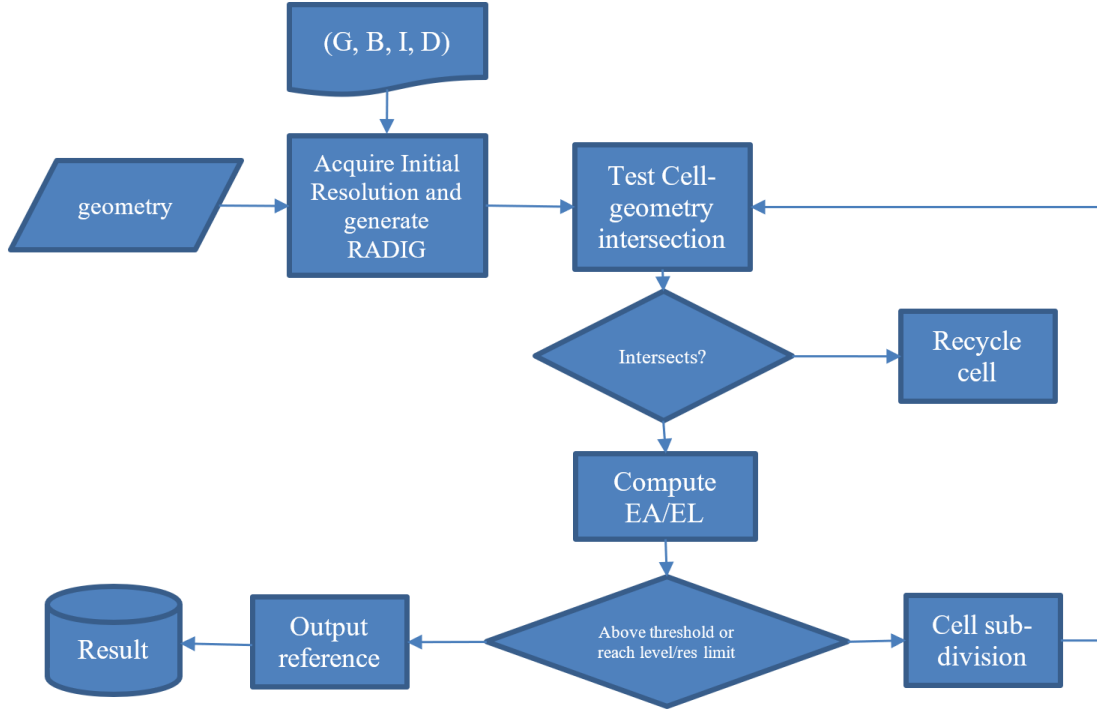 (G, B, I, D)
geometry
Acquire Initial
Resolution and
generate
RADIG
Test Cell-
geometry
intersection
Intersects?
Recycle
cell
Compute
EA/EL
Above threshold or
reach level/res limit
Cell sub-
division
Output
reference
Result